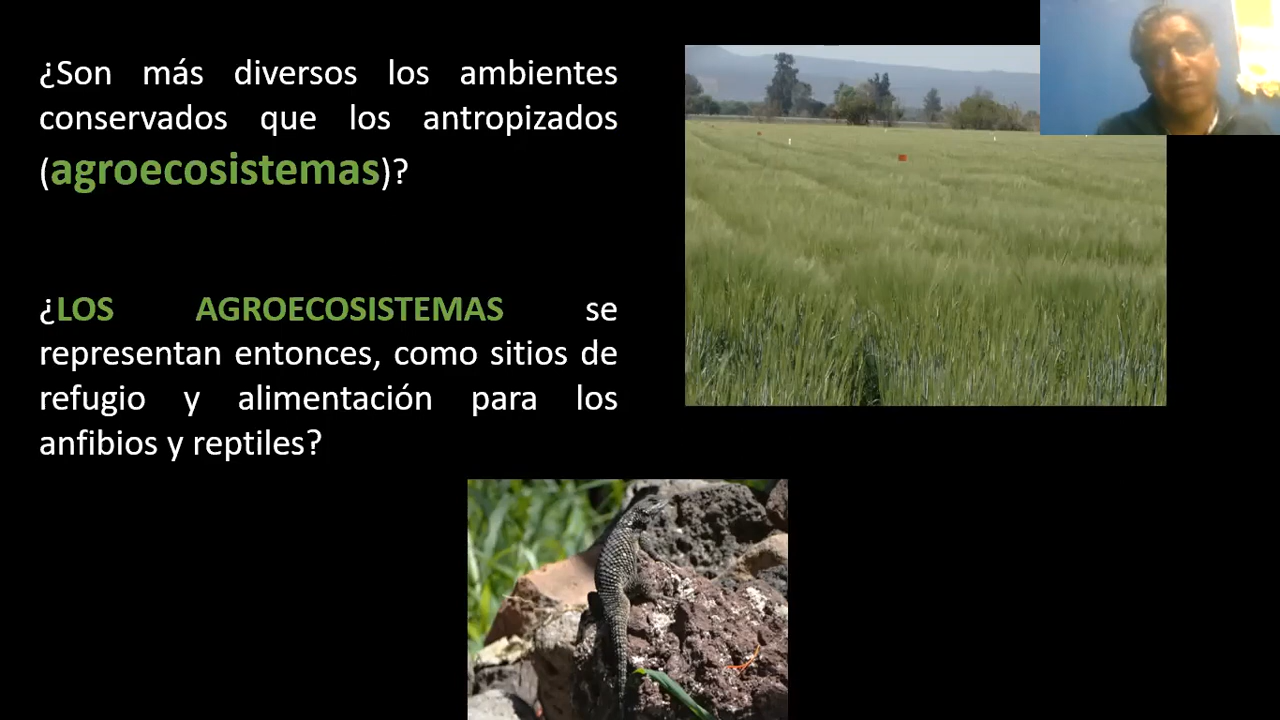 ¿Son más diversos los ambientes
conservados que los antropizados
(agroecosistemas)?
¿LOS AGROECOSISTEMAS se
representan entonces, como sitios de
refugio y alimentación para los
anfibios y reptiles?